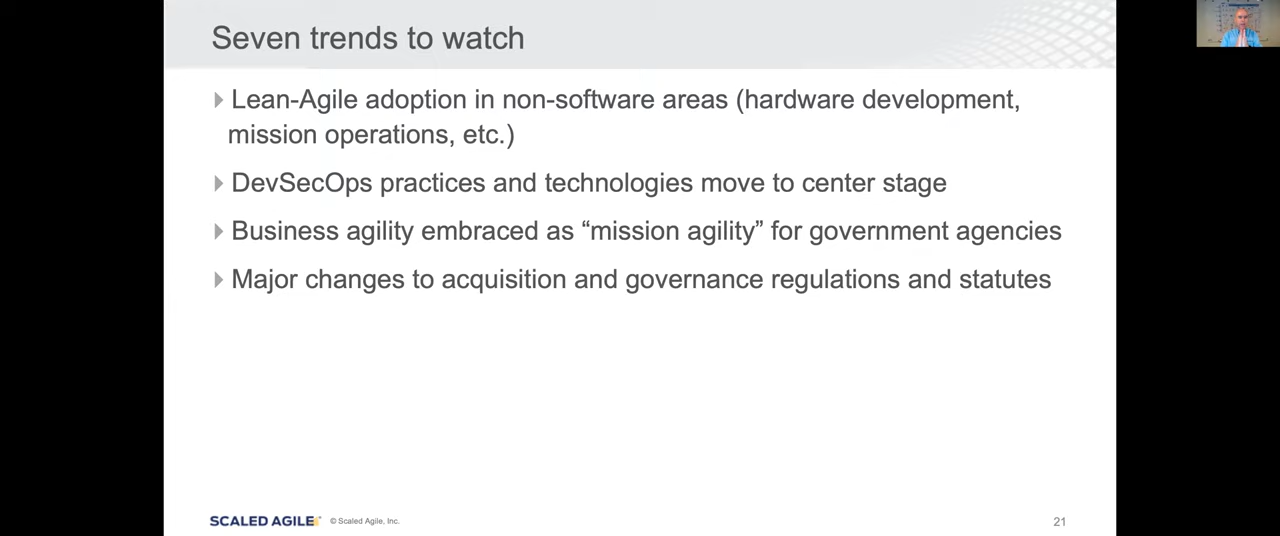 Seven trends to watch
Lean-Agile adoption in non-software areas (hardware development,
mission operations, etc.)
DevSecOps practices and technologies move to center stage
Business agility embraced as “mission agility” for government agencies
Major changes to acquisition and governance regulations and statutes
SCALED AGILE © Scaled Agile, Inc.
21